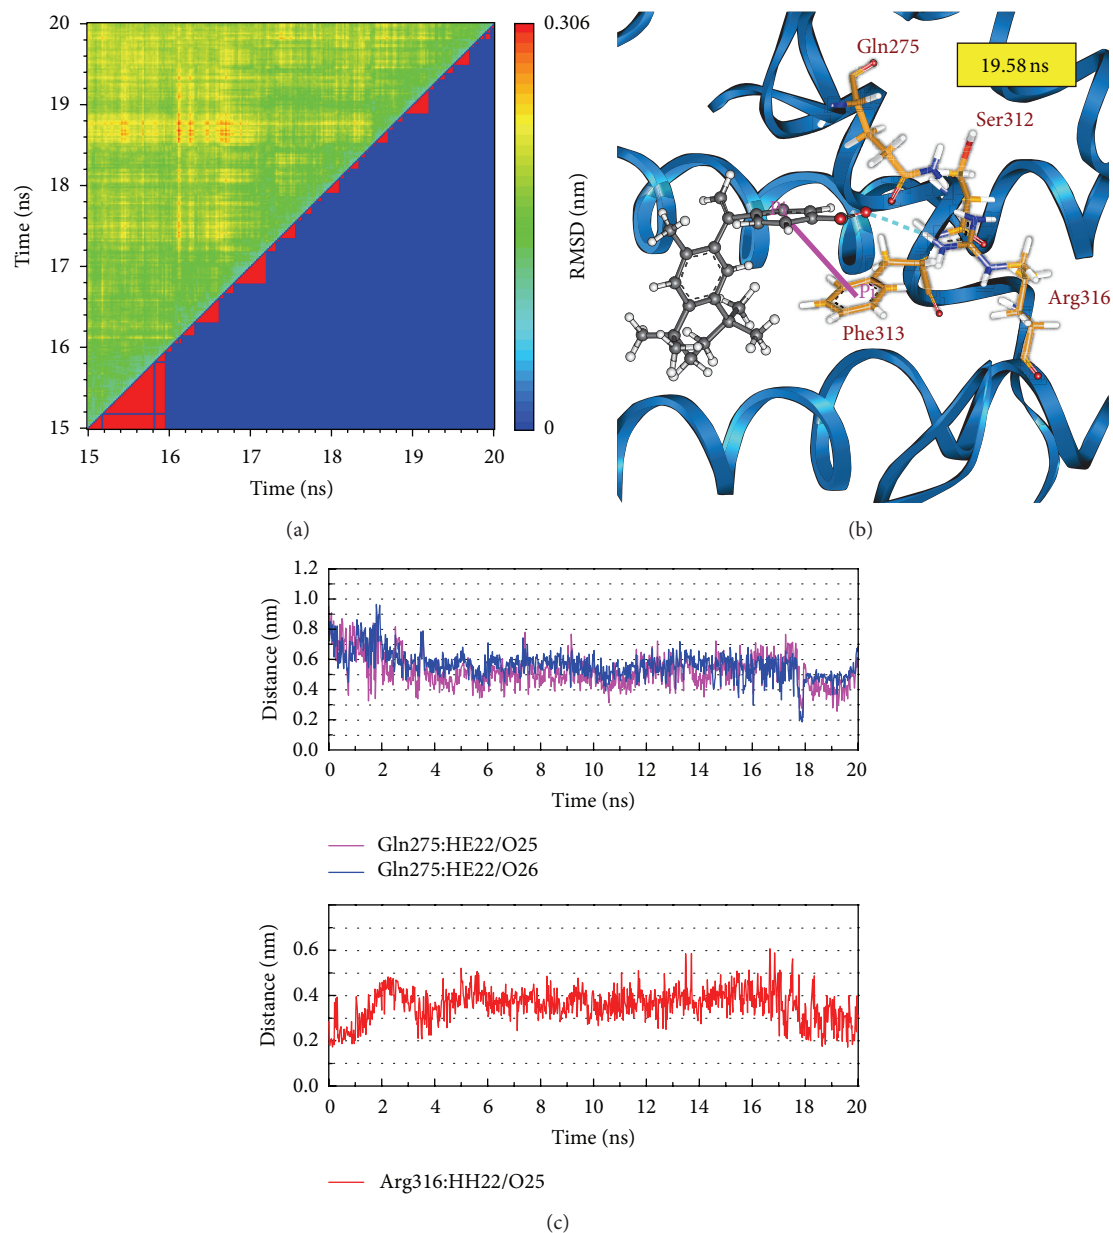 20
19
18
17
16
15
Time (ns)
15 16 17 18 19 20
Time (ns)
0.306
0
RMSD (nm)
(a)
Gln275
19.58 ns
Ser312
Arg316
Phe313
(b)
1.2
1.0
0.8
0.6
0.4
0.2
0.0
Distance (nm)
0 2 4 6 8 10 12 14 16 18 20
Time (ns)
Gln275:HE22/O25
Gln275:HE22/O26
0.6
0.4
0.2
0.0
Distance (nm)
0 2 4 6 8 10 12 14 16 18 20
Time (ns)
Arg316:HH22/O25
(c)